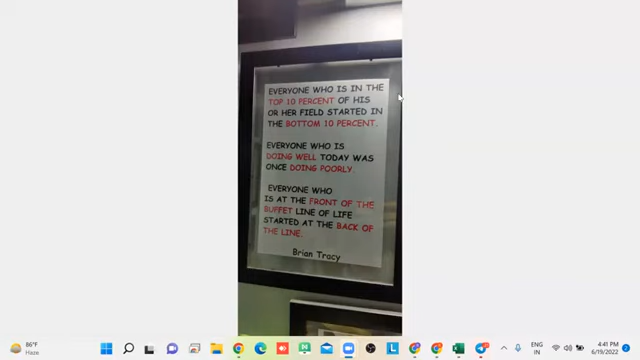 EVERYONE WHO IS IN THE
TOP 10 PERCENT OF HIS
OR HER FIELD STARTED IN
THE BOTTOM 10 PERCENT.
EVERYONE WHO IS
DOING WELL TODAY WAS
ONCE DOING POORLY.
EVERYONE WHO
IS AT THE FRONT OF THE
BUFFET LINE OF LIFE
STARTED AT THE BACK OF
THE LINE.
Brian Tracy
86°F
Haze
ENG
IN
4:41 PM
6/19/2022